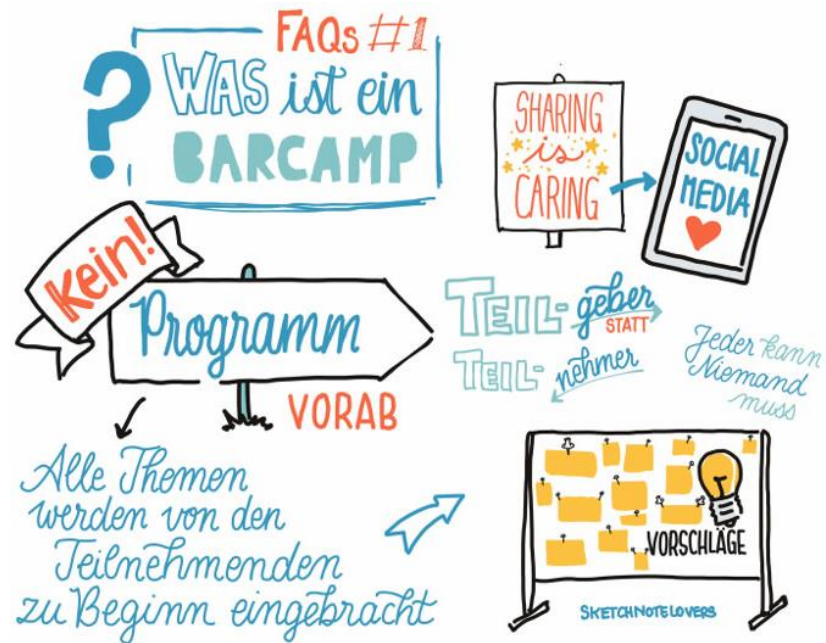 FAQs #1
? WAS ist ein
BARCAMP
SHARING
is
CARING
SOCIAL
MEDIA
Kein!
Programm
VORAB
TEIL-geber
STATT
TEIL-nehmer
Jeder kann
Niemand
muss
Alle Themen
werden von den
Teilnehmenden
zu Beginn eingebracht
VORSCHLÄGE
SKETCHNOTELOVERS